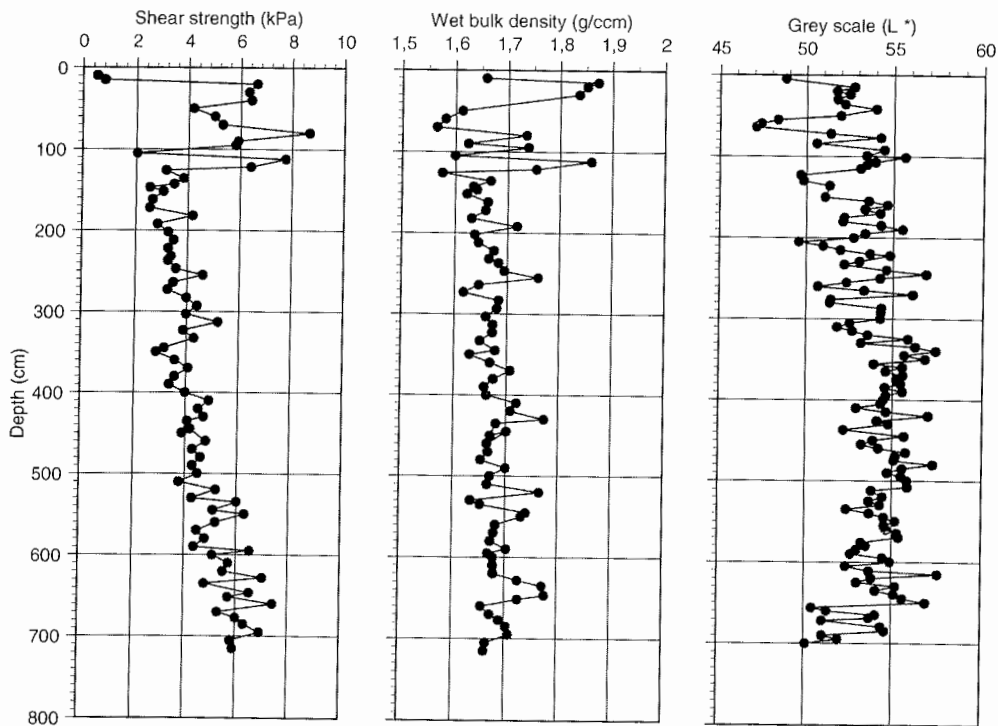 Shear strength (kPa)
0 2 4 6 8 10
Wet bulk density (g/ccm)
1,5 1,6 1,7 1,8 1,9 2
Grey scale (L *)
45 50 55 60
Depth (cm)
0
100
200
300
400
500
600
700
800